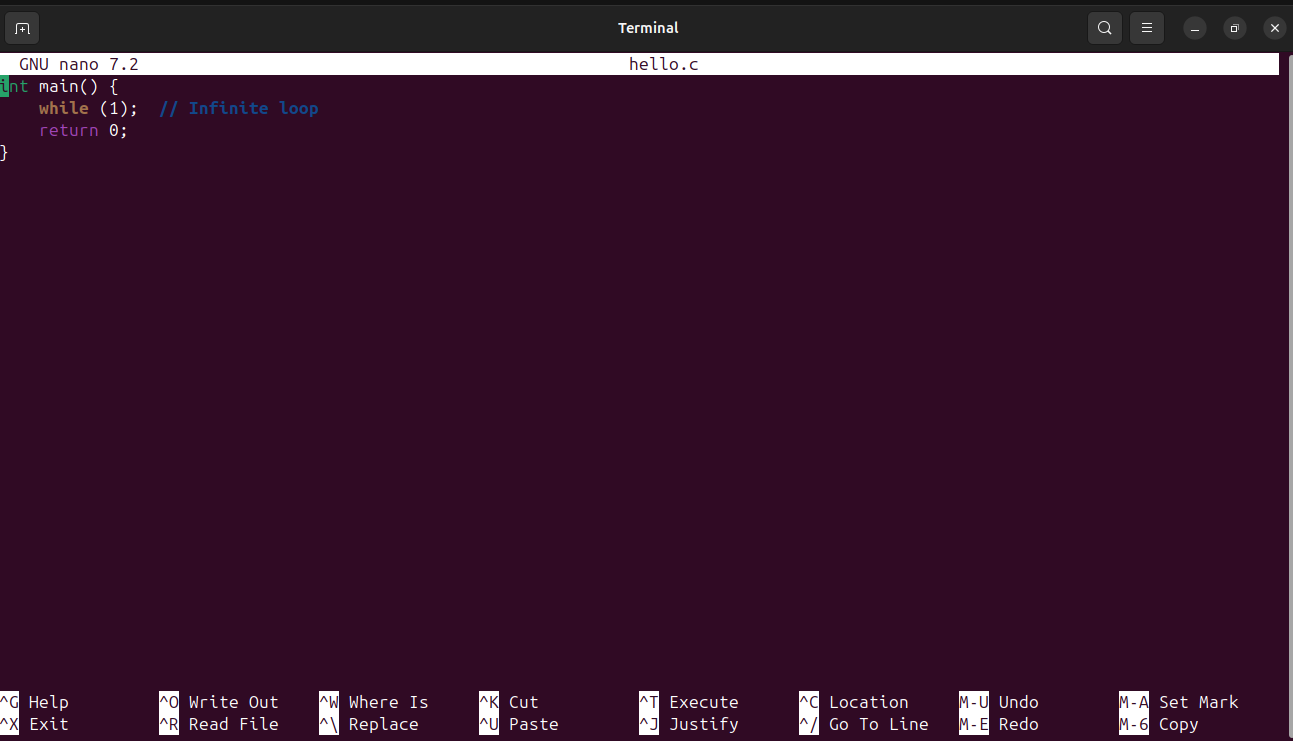 Terminal
GNU nano 7.2 hello.c
int main() {
    while (1);  // Infinite loop
    return 0;
}
^G Help ^O Write Out ^W Where Is ^K Cut ^T Execute ^C Location M-U Undo M-A Set Mark
^X Exit ^R Read File ^\ Replace ^U Paste ^J Justify ^/ Go To Line M-E Redo M-6 Copy